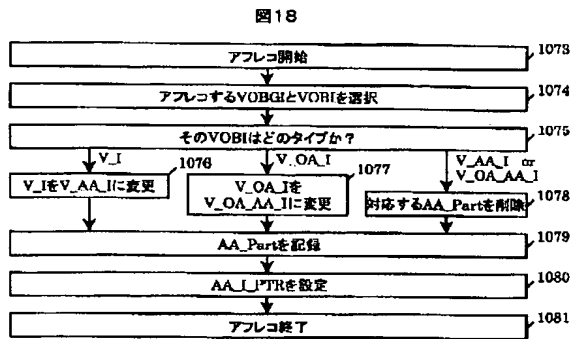 図18
アフレコ開始 1073
アフレコするVOBGIとVOBIを選択 1074
そのVOBIはどのタイプか？ 1075
V_I
V_OA_I
V_AA_I or
V_OA_AA_I
1076
1077
1078
V_IをV_AA_Iに変更
V_OA_Iを
V_OA_AA_Iに変更
対応するAA_Partを削除
AA_Partを記録 1079
AA_I_PTRを設定 1080
アフレコ終了 1081